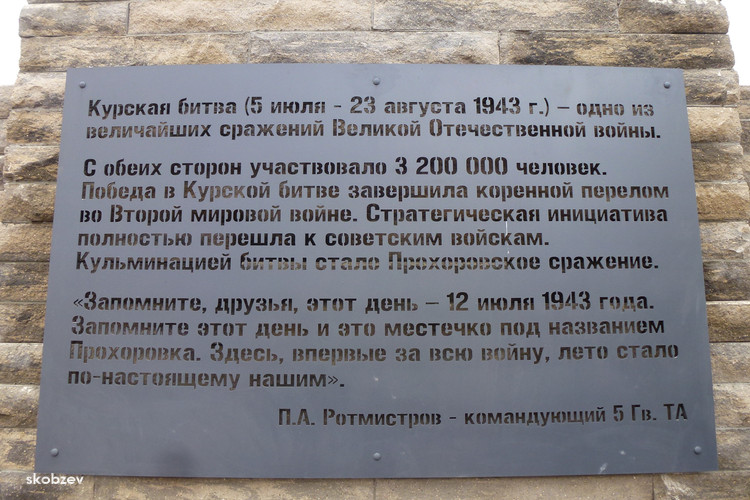 Курская битва (5 июля - 23 августа 1943 г.) – одно из
величайших сражений Великой Отечественной войны.
С обеих сторон участвовало 3 200 000 человек.
Победа в Курской битве завершила коренной перелом
во Второй мировой войне. Стратегическая инициатива
полностью перешла к советским войскам.
Кульминацией битвы стало Прохоровское сражение.
«Запомните, друзья, этот день – 12 июля 1943 года.
Запомните этот день и это местечко под названием
Прохоровка. Здесь, впервые за всю войну, лето стало
по-настоящему нашим».
П.А. Ротмистров - командующий 5 Гв. ТА
skobzev